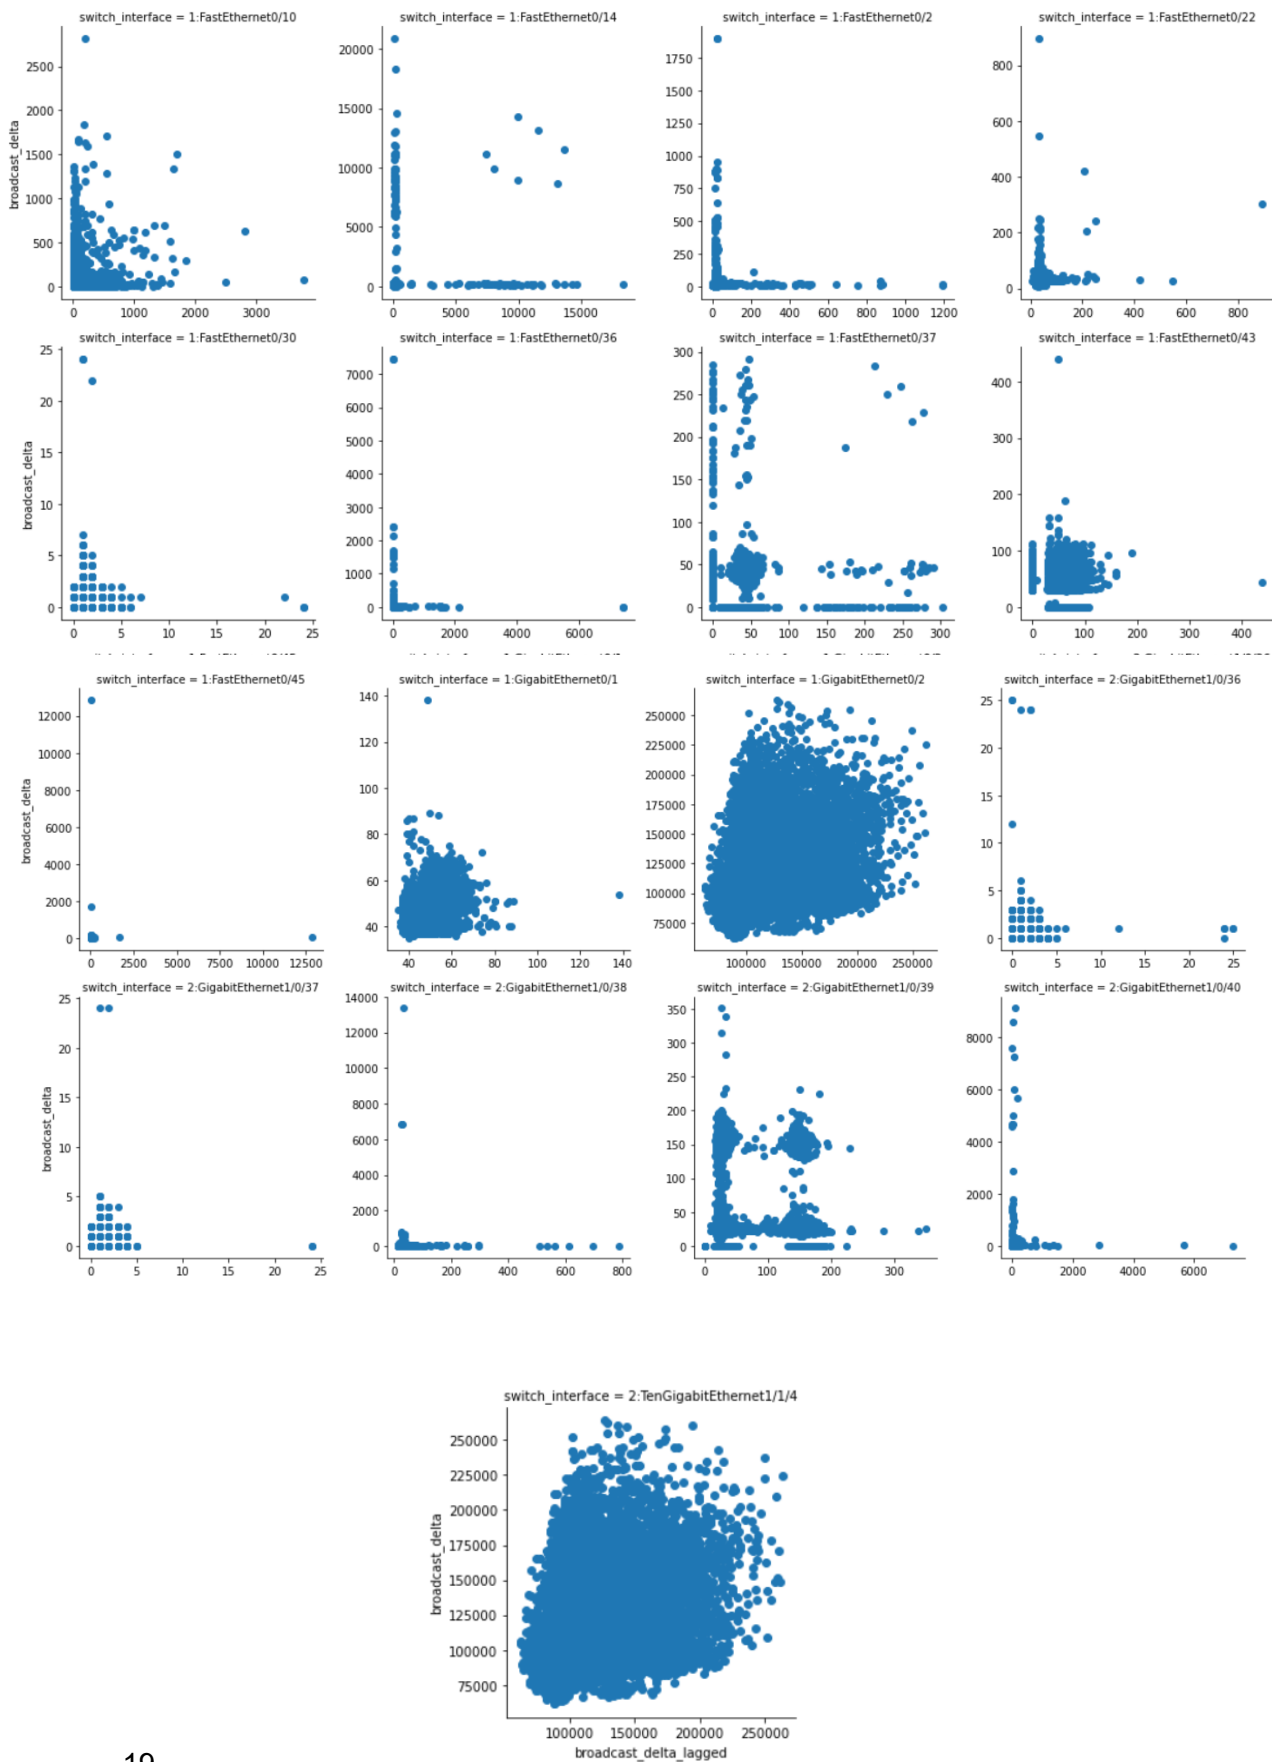 switch_interface = 1:FastEthernet0/10
broadcast_delta
2500
2000
1500
1000
500
0
0 1000 2000 3000
switch_interface = 1:FastEthernet0/14
20000
15000
10000
5000
0
0 5000 10000 15000
switch_interface = 1:FastEthernet0/2
1750
1500
1250
1000
750
500
250
0
0 200 400 600 800 1000 1200
switch_interface = 1:FastEthernet0/22
800
600
400
200
0
0 200 400 600 800
switch_interface = 1:FastEthernet0/30
broadcast_delta
25
20
15
10
5
0
0 5 10 15 20 25
switch_interface = 1:FastEthernet0/36
7000
6000
5000
4000
3000
2000
1000
0
0 2000 4000 6000
switch_interface = 1:FastEthernet0/37
300
250
200
150
100
50
0
0 50 100 150 200 250 300
switch_interface = 1:FastEthernet0/43
400
300
200
100
0
0 100 200 300 400
switch_interface = 1:FastEthernet0/45
broadcast_delta
12000
10000
8000
6000
4000
2000
0
0 2500 5000 7500 10000 12500
switch_interface = 1:GigabitEthernet0/1
140
120
100
80
60
40
40 60 80 100 120 140
switch_interface = 1:GigabitEthernet0/2
250000
225000
200000
175000
150000
125000
100000
75000
100000 150000 200000 250000
switch_interface = 2:GigabitEthernet1/0/36
25
20
15
10
5
0
0 5 10 15 20 25
switch_interface = 2:GigabitEthernet1/0/37
broadcast_delta
25
20
15
10
5
0
0 5 10 15 20 25
switch_interface = 2:GigabitEthernet1/0/38
14000
12000
10000
8000
6000
4000
2000
0
0 200 400 600 800
switch_interface = 2:GigabitEthernet1/0/39
350
300
250
200
150
100
50
0
0 100 200 300
switch_interface = 2:GigabitEthernet1/0/40
8000
6000
4000
2000
0
0 2000 4000 6000
switch_interface = 2:TenGigabitEthernet1/1/4
broadcast_delta
250000
225000
200000
175000
150000
125000
100000
75000
100000 150000 200000 250000
broadcast_delta_lagged
19